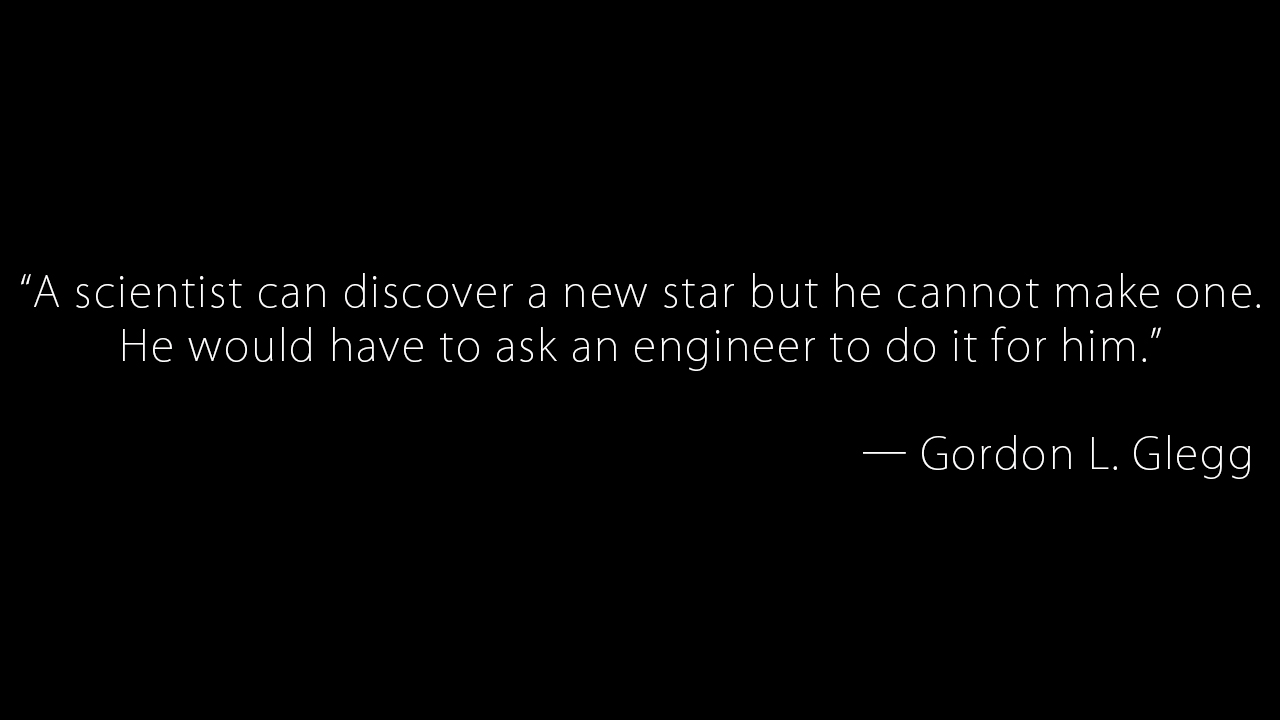 “A scientist can discover a new star but he cannot make one.
He would have to ask an engineer to do it for him.”
— Gordon L. Glegg